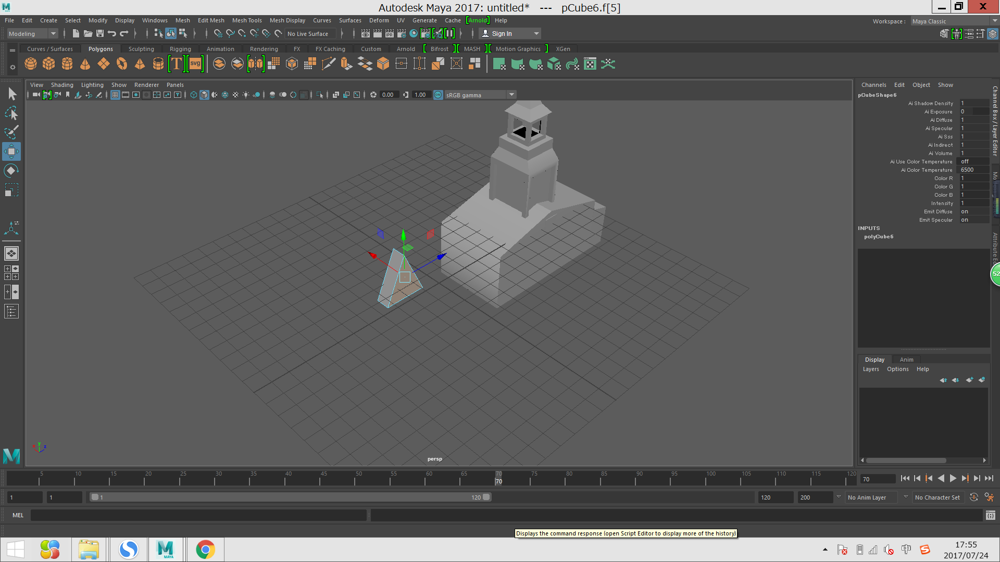 Autodesk Maya 2017: untitled* --- pCube6.f[5]
File Edit Create Select Modify Display Windows Mesh Edit Mesh Mesh Tools Mesh Display Curves Surfaces Deform UV Generate Cache [Arnold] Help
Workspace : Maya Classic
Modeling No Live Surface IPR Sign In
Curves / Surfaces Polygons Sculpting Rigging Animation Rendering FX FX Caching Custom Arnold Bifrost MASH Motion Graphics XGen
T svg
View Shading Lighting Show Renderer Panels
0.00 1.00 ON sRGB gamma
Channels Edit Object Show
pCubeShape6
Ai Shadow Density 1
Ai Exposure 0
Ai Diffuse 1
Ai Specular 1
Ai Sss 1
Ai Indirect 1
Ai Volume 1
Ai Use Color Temperature off
Ai Color Temperature 6500
Color R 1
Color G 1
Color B 1
Intensity 1
Emit Diffuse on
Emit Specular on
INPUTS
polyCube6
Channel Box / Layer Editor
Attribute E
52
Display Anim
Layers Options Help
y
x z
persp
5 10 15 20 25 30 35 40 45 50 55 60 65 70 75 80 85 90 95 100 105 110 115 120
70
70
1 1 1 120 120 200 No Anim Layer No Character Set
MEL
Displays the command response (open Script Editor to display more of the history)
MAYA
中
17:55
2017/07/24